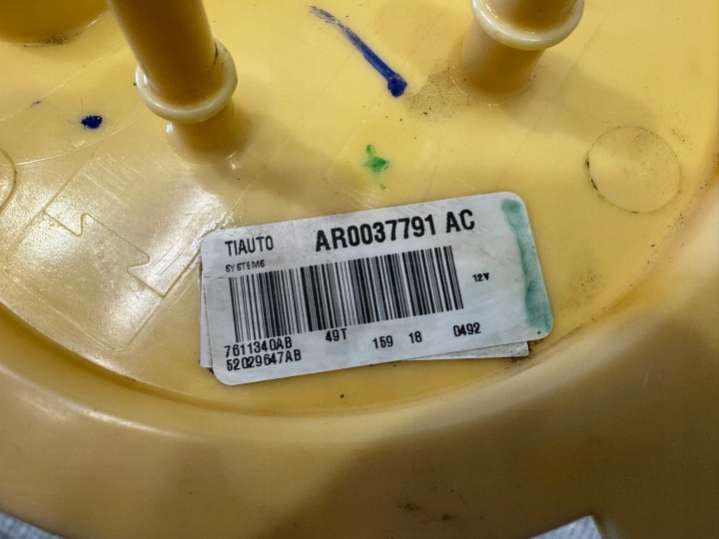 TIAUTO AR0037791 AC
SYSTEMS
12V
7611340AB 49T 159 18 0492
52029647AB